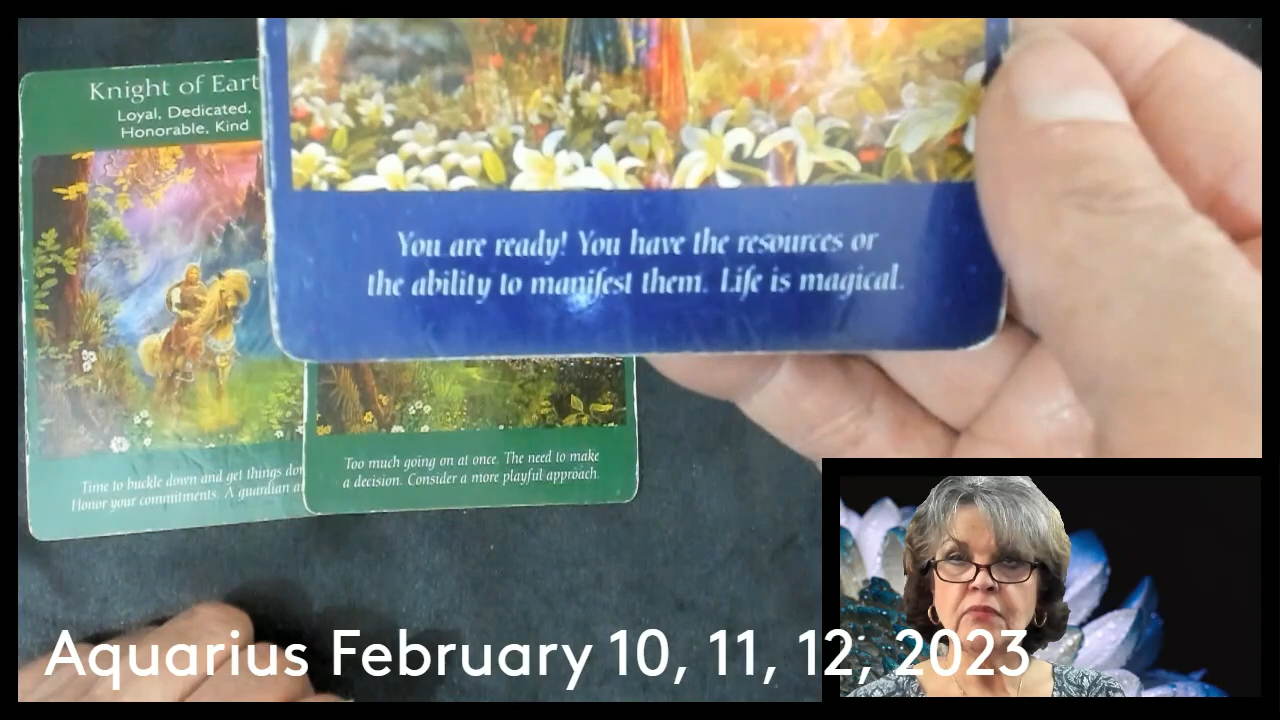 Knight of Eart
Loyal, Dedicated,
Honorable, Kind
You are ready! You have the resources or
the ability to manifest them. Life is magical.
Time to buckle down and get things
Honor your commitments. A guardian
Too much going on at once. The need to make
a decision. Consider a more playful approach.
Aquarius February 10, 11, 12, 2023